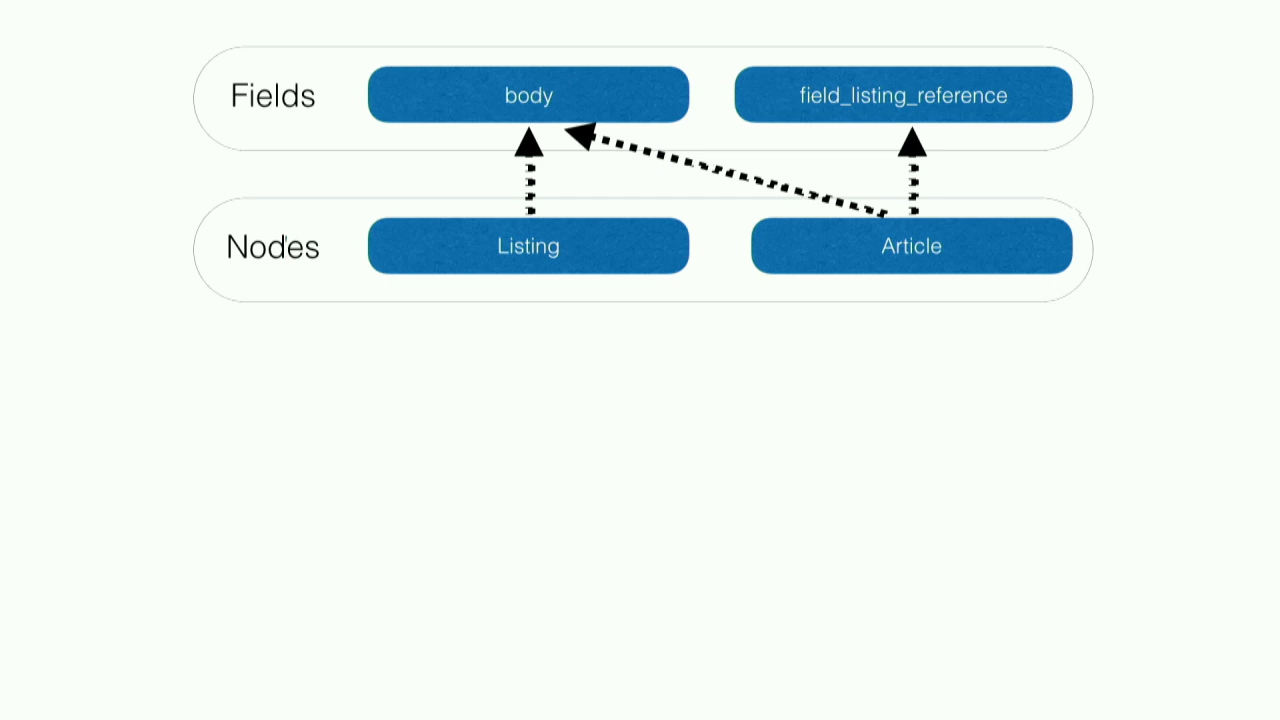 Fields
body
field_listing_reference
Nodes
Listing
Article